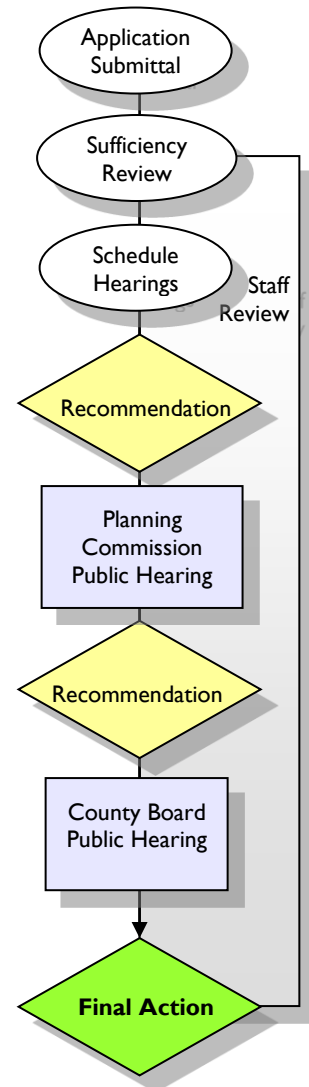 Application
Submittal
Sufficiency
Review
Schedule
Hearings
Staff
Review
Recommendation
Planning
Commission
Public Hearing
Recommendation
County Board
Public Hearing
Final Action